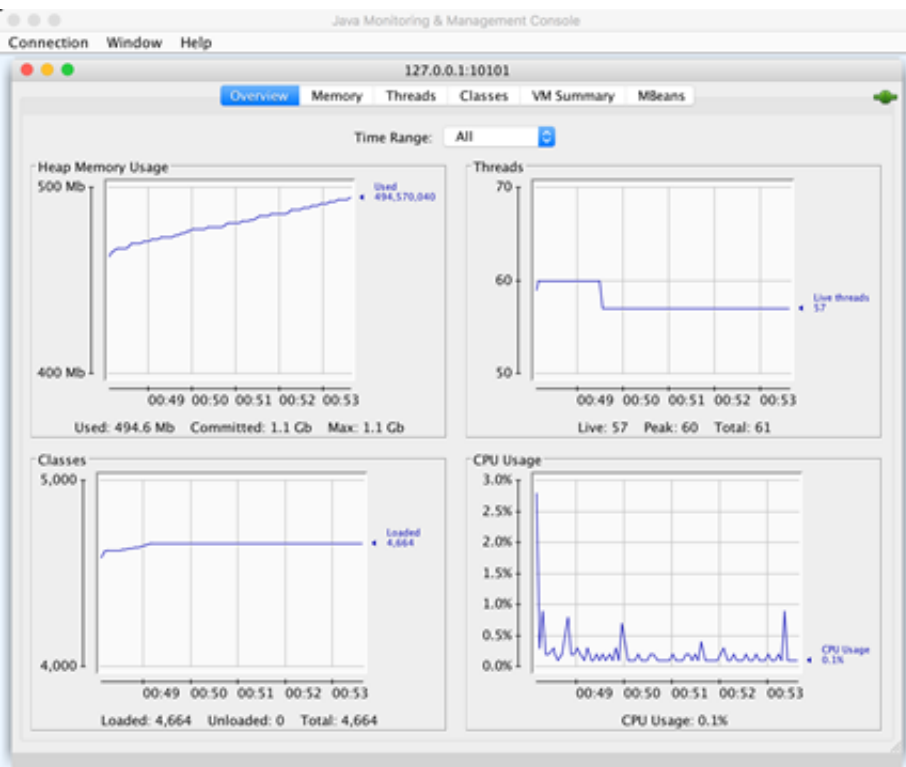 Java Monitoring & Management Console
Connection Window Help
127.0.0.1:10101
Overview Memory Threads Classes VM Summary MBeans
Time Range: All
Heap Memory Usage
500 Mb
Used
494,570,040
400 Mb
00:49 00:50 00:51 00:52 00:53
Used: 494.6 Mb Committed: 1.1 Gb Max: 1.1 Gb
Threads
70
60
Live threads
57
50
00:49 00:50 00:51 00:52 00:53
Live: 57 Peak: 60 Total: 61
Classes
5,000
Loaded
4,664
4,000
00:49 00:50 00:51 00:52 00:53
Loaded: 4,664 Unloaded: 0 Total: 4,664
CPU Usage
3.0%
2.5%
2.0%
1.5%
1.0%
0.5%
CPU Usage
0.1%
0.0%
00:49 00:50 00:51 00:52 00:53
CPU Usage: 0.1%